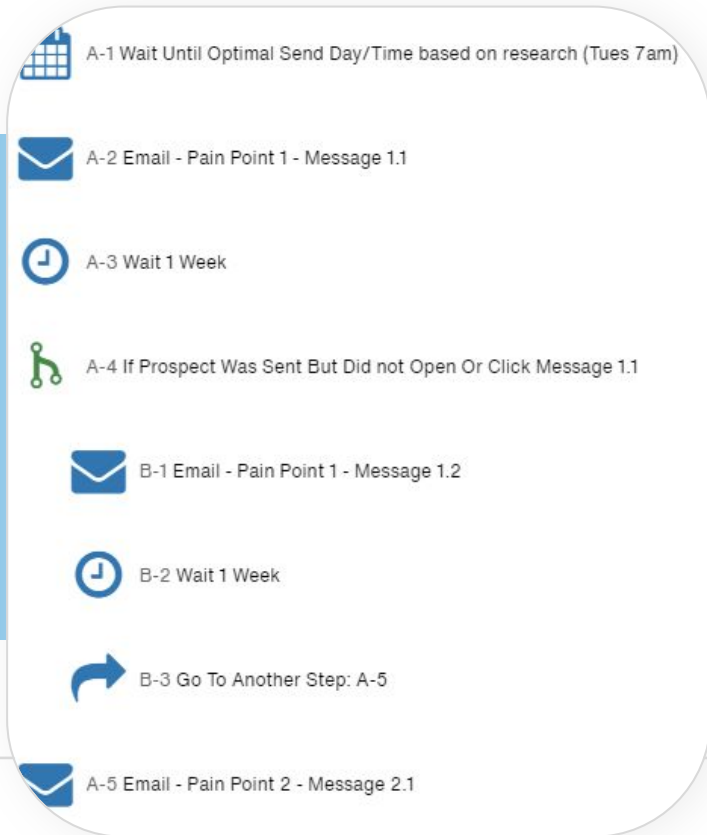 A-1 Wait Until Optimal Send Day/Time based on research (Tues 7am)
A-2 Email - Pain Point 1 - Message 1.1
A-3 Wait 1 Week
A-4 If Prospect Was Sent But Did not Open Or Click Message 1.1
B-1 Email - Pain Point 1 - Message 1.2
B-2 Wait 1 Week
B-3 Go To Another Step: A-5
A-5 Email - Pain Point 2 - Message 2.1